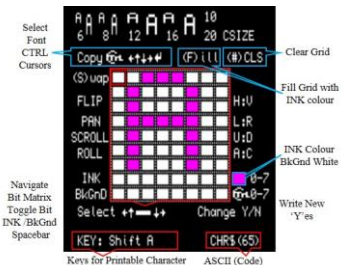 Select
Font
CTRL
Cursors
A A A A A A A A 10
6 8 12 16 20 CSIZE
Copy ←↑↓→↵ (F)ill (#)CLS
Clear Grid
(S)wap
Fill Grid with
INK colour
FLIP H:V
PAN L:R
SCROLL U:D
ROLL A:C
INK 0-7
BkGnD 0-7
INK Colour
BkGnd White
Navigate
Bit Matrix
Toggle Bit
INK /BkGnd
Spacebar
Select ←↑ ↓→ Change Y/N
Write New
'Y'es
KEY: Shift A CHR$(65)
Keys for Printable Character ASCII (Code)